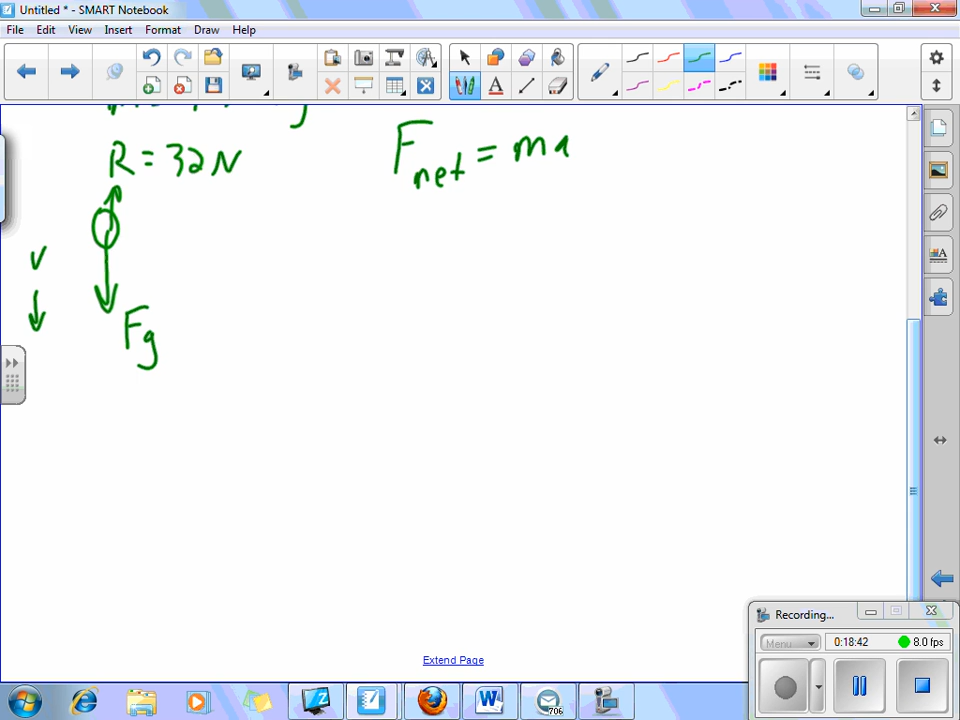 Untitled * - SMART Notebook
File Edit View Insert Format Draw Help
R = 32 N
F net = ma
v
Fg
Extend Page
Recording...
Menu
0:18:42
8.0 fps
706